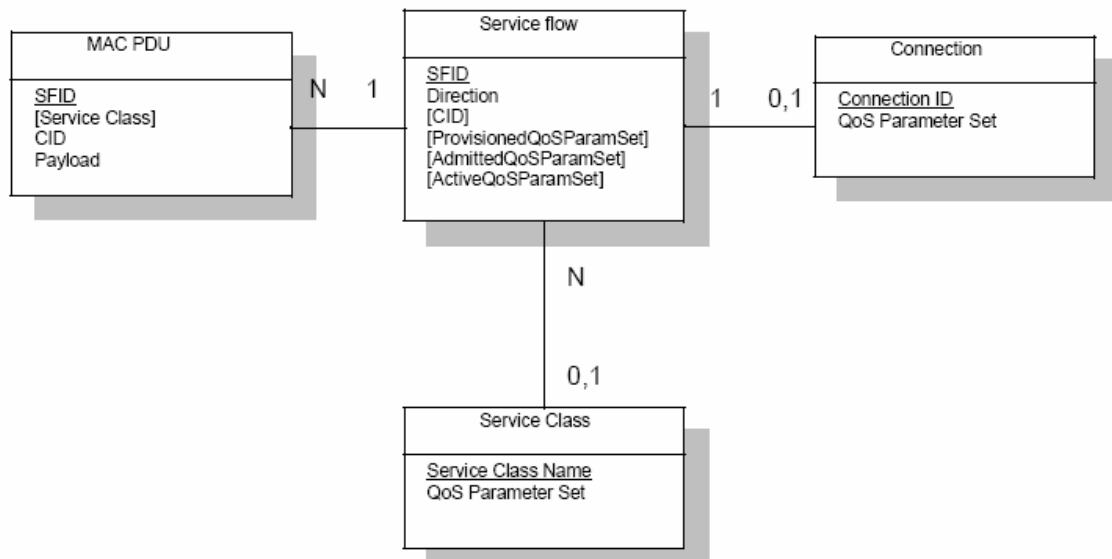 MAC PDU
SFID
[Service Class]
CID
Payload
N 1
Service flow
SFID
Direction
[CID]
[ProvisionedQoSParamSet]
[AdmittedQoSParamSet]
[ActiveQoSParamSet]
1 0,1
Connection
Connection ID
QoS Parameter Set
N
0,1
Service Class
Service Class Name
QoS Parameter Set